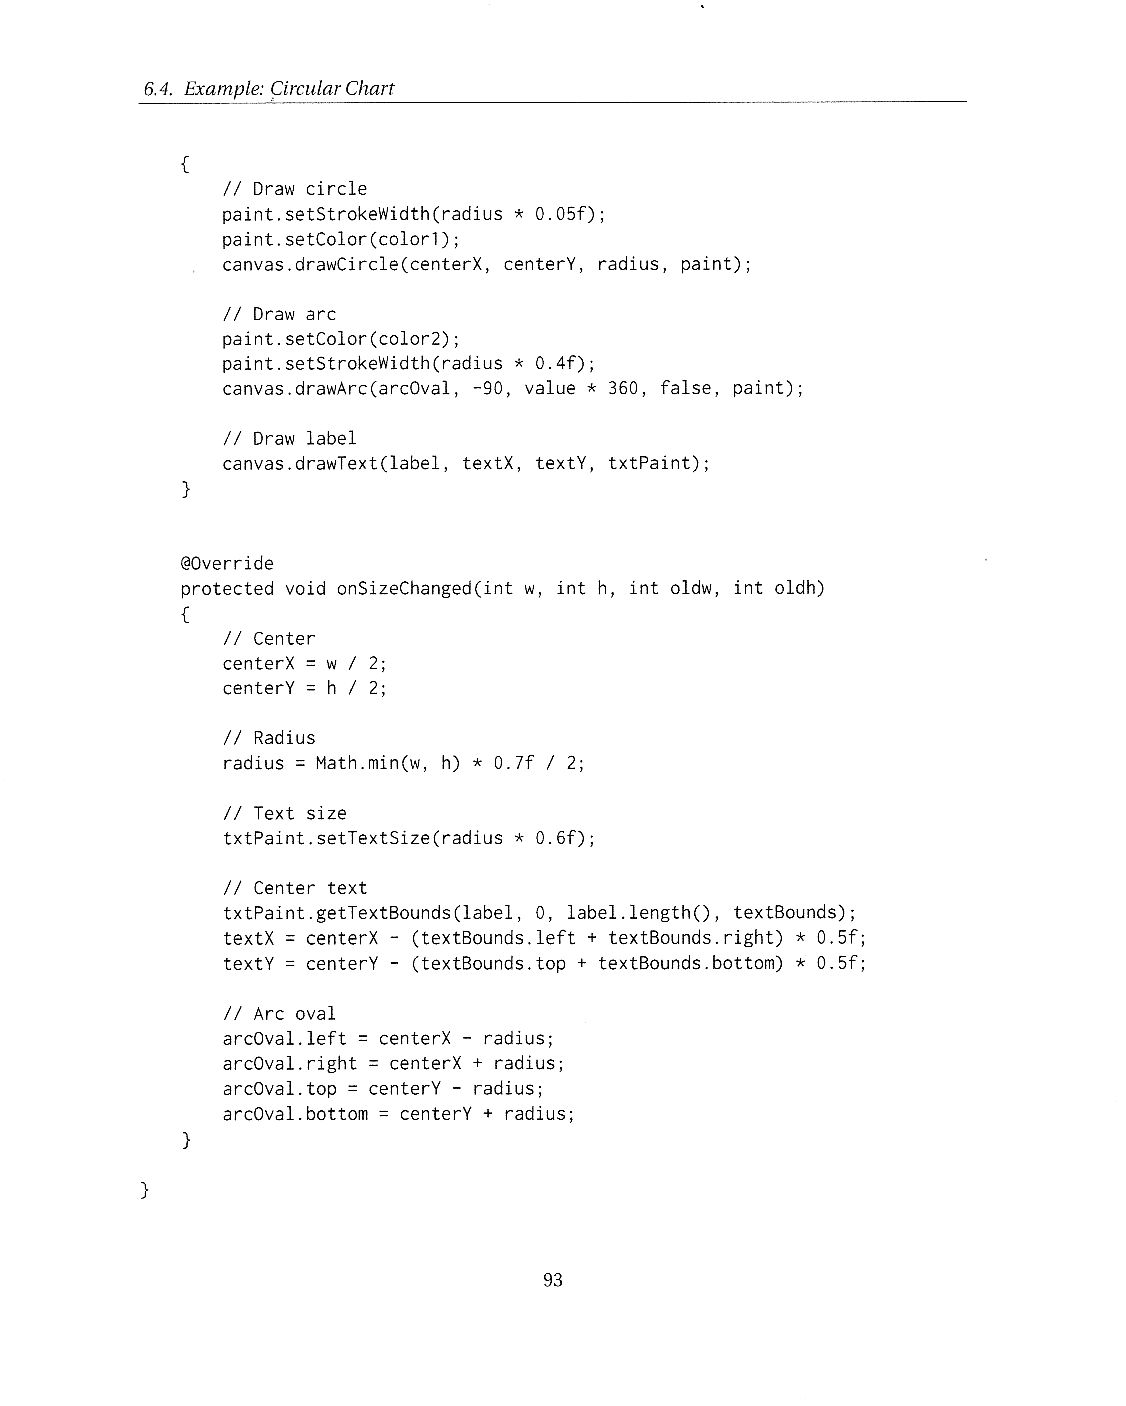 6.4. Example: Circular Chart
{
// Draw circle
paint.setStrokeWidth(radius * 0.05f);
paint.setColor(color1);
canvas.drawCircle(centerX, centerY, radius, paint);
// Draw arc
paint.setColor(color2);
paint.setStrokeWidth(radius * 0.4f);
canvas.drawArc(arcOval, -90, value * 360, false, paint);
// Draw label
canvas.drawText(label, textX, textY, txtPaint);
}
@Override
protected void onSizeChanged(int w, int h, int oldw, int oldh)
{
// Center
centerX = w / 2;
centerY = h / 2;
// Radius
radius = Math.min(w, h) * 0.7f / 2;
// Text size
txtPaint.setTextSize(radius * 0.6f);
// Center text
txtPaint.getTextBounds(label, 0, label.length(), textBounds);
textX = centerX - (textBounds.left + textBounds.right) * 0.5f;
textY = centerY - (textBounds.top + textBounds.bottom) * 0.5f;
// Arc oval
arcOval.left = centerX - radius;
arcOval.right = centerX + radius;
arcOval.top = centerY - radius;
arcOval.bottom = centerY + radius;
}
}
93